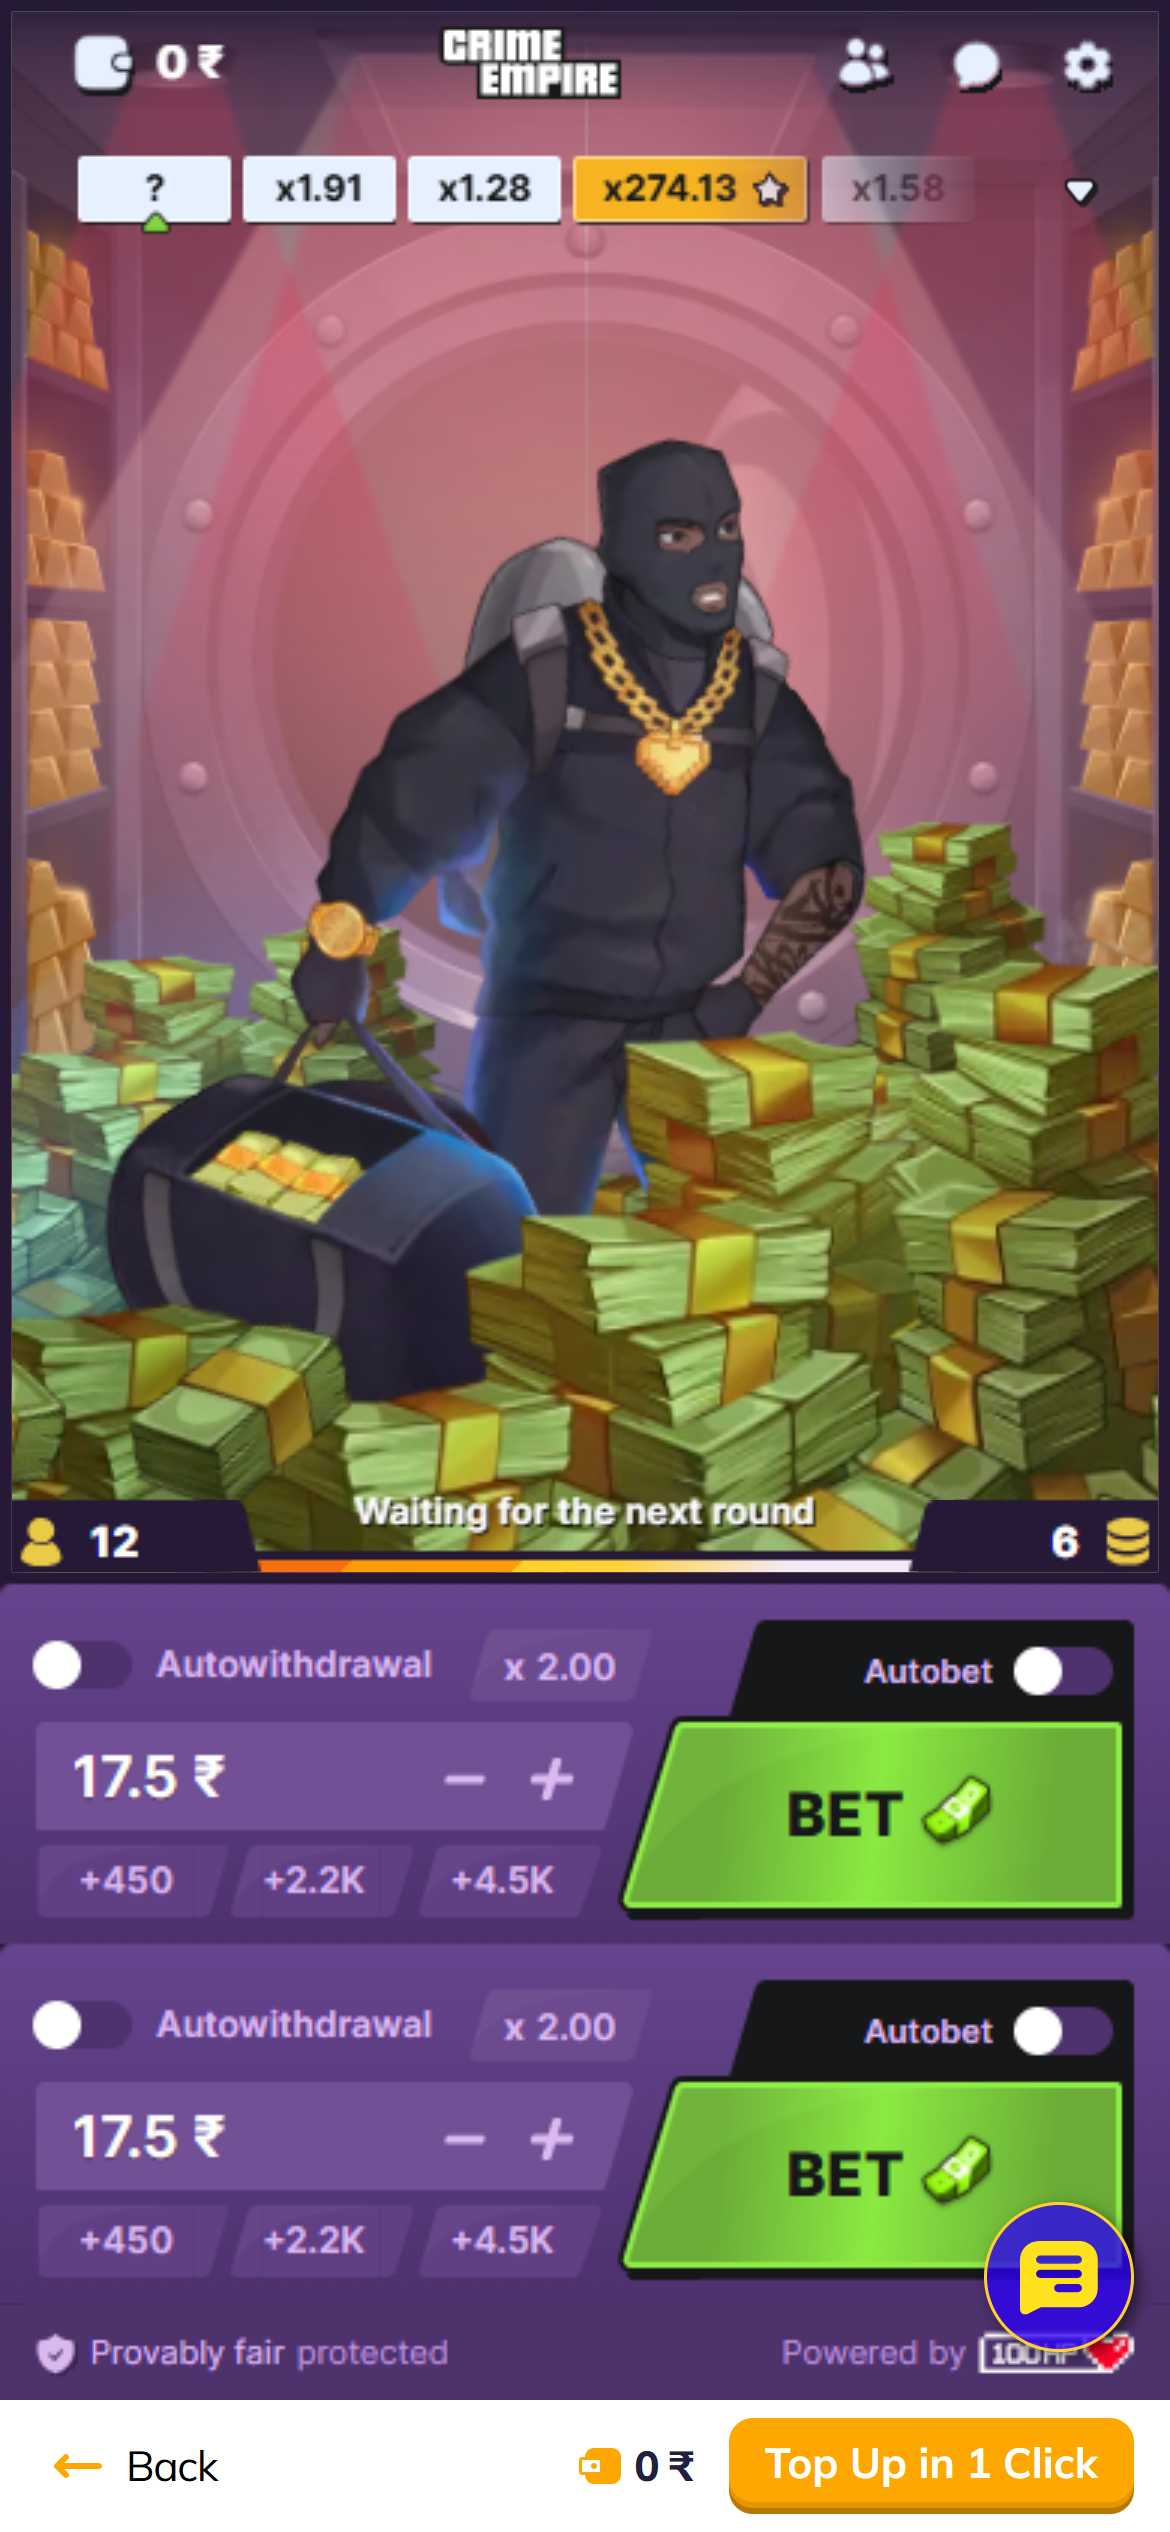 0 ₹
CRIME
EMPIRE
? x1.91 x1.28 x274.13 x1.58
Waiting for the next round
12
6
Autowithdrawal x 2.00 Autobet
17.5 ₹ − +
BET
+450 +2.2K +4.5K
Autowithdrawal x 2.00 Autobet
17.5 ₹ − +
BET
+450 +2.2K +4.5K
Provably fair protected
Powered by 100HP
← Back 0 ₹ Top Up in 1 Click